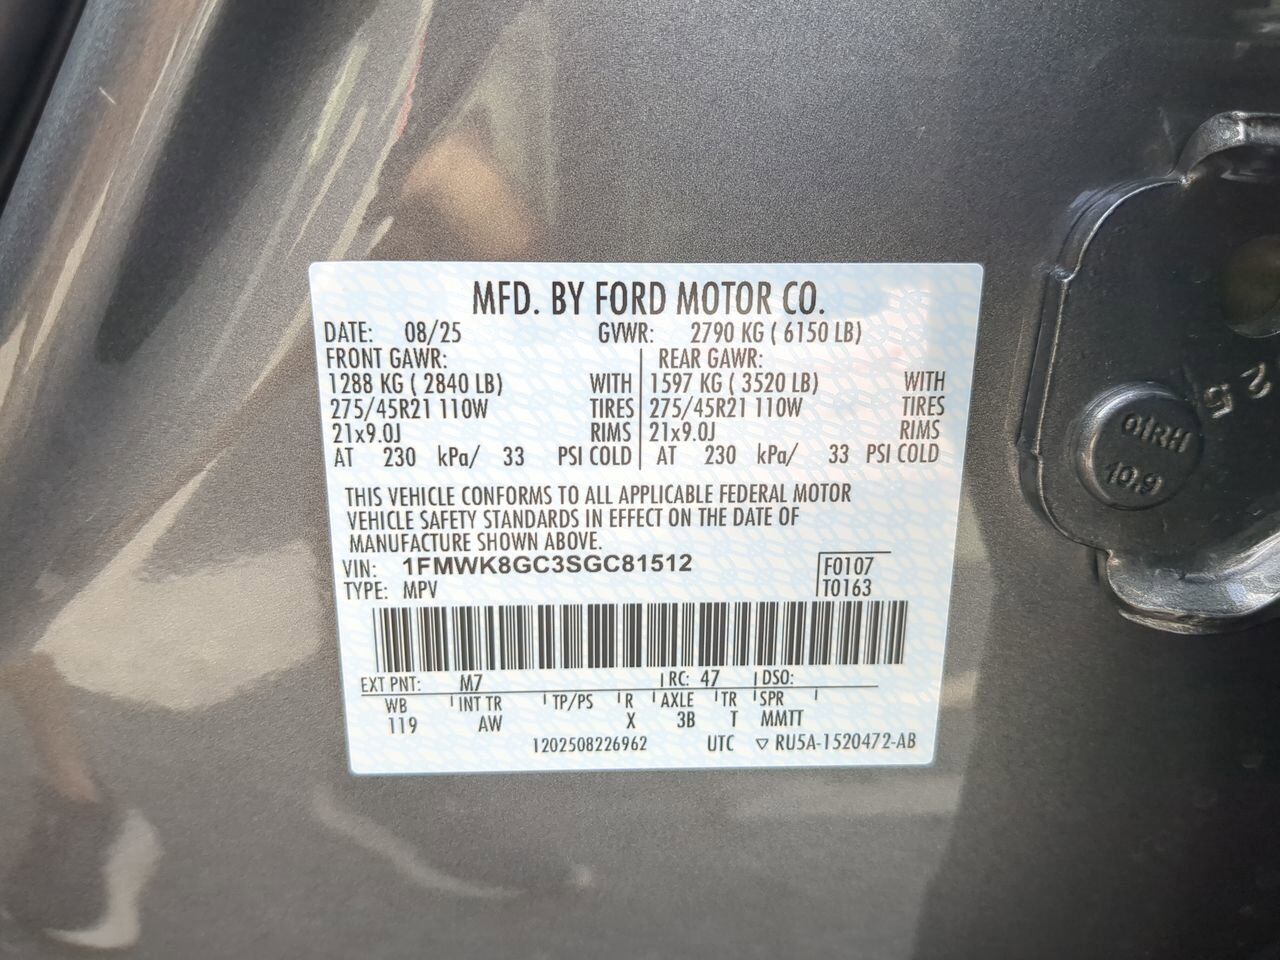 MFD. BY FORD MOTOR CO.
DATE: 08/25 GVWR: 2790 KG ( 6150 LB)
FRONT GAWR: REAR GAWR:
1288 KG ( 2840 LB) WITH 1597 KG ( 3520 LB) WITH
275/45R21 110W TIRES 275/45R21 110W TIRES
21x9.0J RIMS 21x9.0J RIMS
AT 230 kPa/ 33 PSI COLD AT 230 kPa/ 33 PSI COLD
THIS VEHICLE CONFORMS TO ALL APPLICABLE FEDERAL MOTOR
VEHICLE SAFETY STANDARDS IN EFFECT ON THE DATE OF
MANUFACTURE SHOWN ABOVE.
VIN: 1FMWK8GC3SGC81512 F0107
TYPE: MPV T0163
EXT PNT: M7 RC: 47 DSO:
WB INT TR TP/PS R AXLE TR SPR
119 AW X 3B T MMTT
1202508226962 UTC ▽ RU5A-1520472-AB
25
10.9